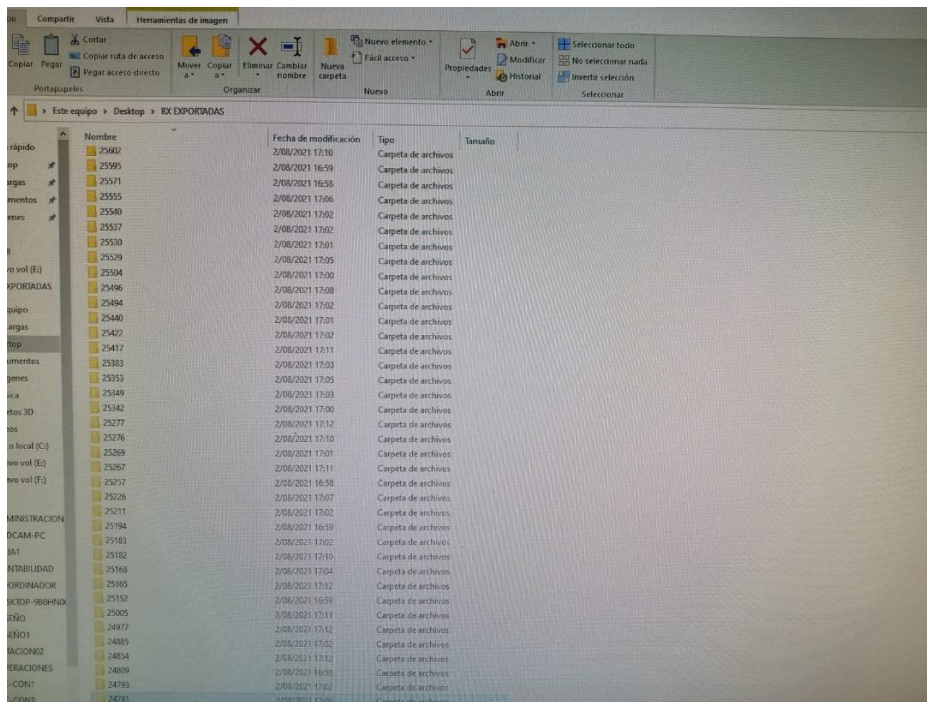 Compartir Vista Herramientas de imagen
Copiar Pegar
Cortar
Copiar ruta de acceso
Pegar acceso directo
Portapapeles
Mover a Copiar a Eliminar Cambiar nombre Nueva carpeta
Organizar
Nuevo elemento
Fácil acceso
Nuevo
Propiedades
Abrir
Modificar
Historial
Abrir
Seleccionar todo
No seleccionar nada
Invertir selección
Seleccionar
Este equipo > Desktop > RX EXPORTADAS
Nombre Fecha de modificación Tipo Tamaño
25602 2/08/2021 17:10 Carpeta de archivos
25595 2/08/2021 16:59 Carpeta de archivos
25571 2/08/2021 16:58 Carpeta de archivos
25555 2/08/2021 17:06 Carpeta de archivos
25540 2/08/2021 17:02 Carpeta de archivos
25537 2/08/2021 17:02 Carpeta de archivos
25530 2/08/2021 17:01 Carpeta de archivos
25529 2/08/2021 17:05 Carpeta de archivos
25504 2/08/2021 17:00 Carpeta de archivos
25496 2/08/2021 17:08 Carpeta de archivos
25494 2/08/2021 17:02 Carpeta de archivos
25440 2/08/2021 17:01 Carpeta de archivos
25422 2/08/2021 17:02 Carpeta de archivos
25417 2/08/2021 17:11 Carpeta de archivos
25383 2/08/2021 17:03 Carpeta de archivos
25353 2/08/2021 17:05 Carpeta de archivos
25349 2/08/2021 17:03 Carpeta de archivos
25342 2/08/2021 17:00 Carpeta de archivos
25277 2/08/2021 17:12 Carpeta de archivos
25276 2/08/2021 17:10 Carpeta de archivos
25269 2/08/2021 17:01 Carpeta de archivos
25267 2/08/2021 17:11 Carpeta de archivos
25257 2/08/2021 16:58 Carpeta de archivos
25226 2/08/2021 17:07 Carpeta de archivos
25211 2/08/2021 17:02 Carpeta de archivos
25194 2/08/2021 16:59 Carpeta de archivos
25183 2/08/2021 17:02 Carpeta de archivos
25182 2/08/2021 17:10 Carpeta de archivos
25168 2/08/2021 17:04 Carpeta de archivos
25165 2/08/2021 17:12 Carpeta de archivos
25152 2/08/2021 16:59 Carpeta de archivos
25005 2/08/2021 17:11 Carpeta de archivos
24977 2/08/2021 17:12 Carpeta de archivos
24885 2/08/2021 17:02 Carpeta de archivos
24854 2/08/2021 17:12 Carpeta de archivos
24809 2/08/2021 16:58 Carpeta de archivos
24793 2/08/2021 17:02 Carpeta de archivos
24781
rápido
op
argas
mentos
enes
vo vol (E:)
XPORTADAS
quipo
argas
ktop
umentos
genes
sica
etos 3D
eos
o local (C:)
evo vol (E:)
evo vol (F:)
MINISTRACION
DCAM-PC
JA1
NTABILIDAD
ORDINADOR
SKTOP-9B0HN0
EÑO
EÑO1
TACION02
ERACIONES
-CON1
-CON3